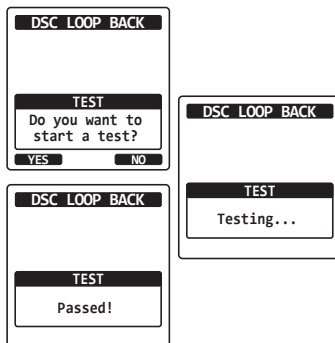 DSC LOOP BACK
TEST
Do you want to
start a test?
YES NO
DSC LOOP BACK
TEST
Testing...
DSC LOOP BACK
TEST
Passed!